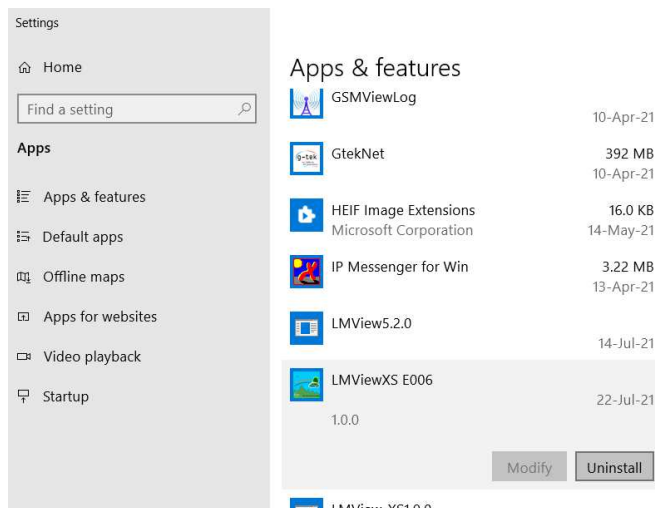 Settings
Home
Find a setting
Apps
Apps & features
Default apps
Offline maps
Apps for websites
Video playback
Startup
Apps & features
GSMViewLog
10-Apr-21
GtekNet 392 MB
10-Apr-21
g-tek
HEIF Image Extensions 16.0 KB
Microsoft Corporation 14-May-21
IP Messenger for Win 3.22 MB
13-Apr-21
LMView5.2.0
14-Jul-21
LMViewXS E006
22-Jul-21
1.0.0
Modify Uninstall